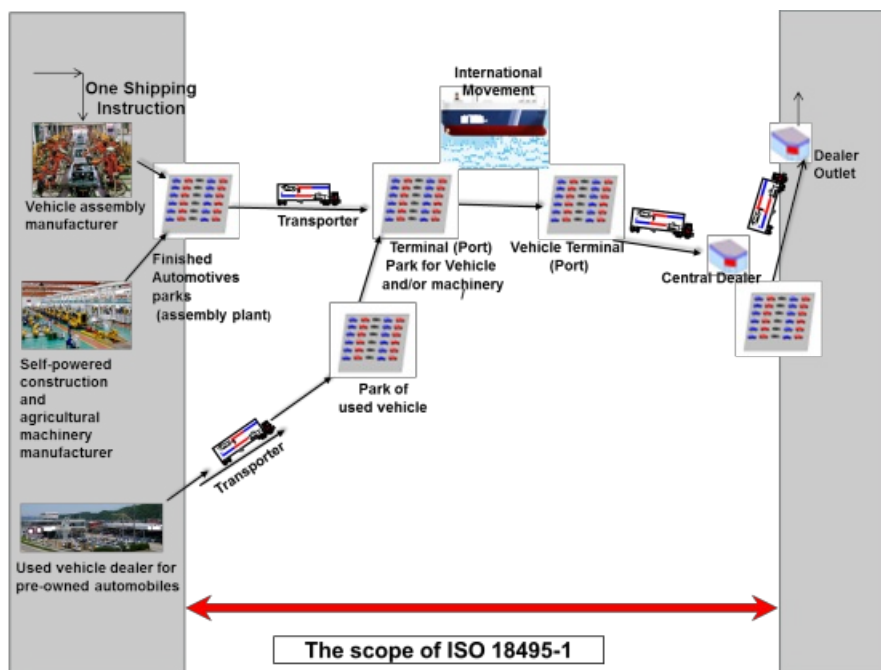 One Shipping
Instruction
Vehicle assembly
manufacturer
Finished
Automotives
parks
(assembly plant)
Self-powered
construction
and
agricultural
machinery
manufacturer
Used vehicle dealer for
pre-owned automobiles
Transporter
Transporter
Park of
used vehicle
International
Movement
Terminal (Port)
Park for Vehicle
and/or machinery
Vehicle Terminal
(Port)
Central Dealer
Dealer
Outlet
The scope of ISO 18495-1